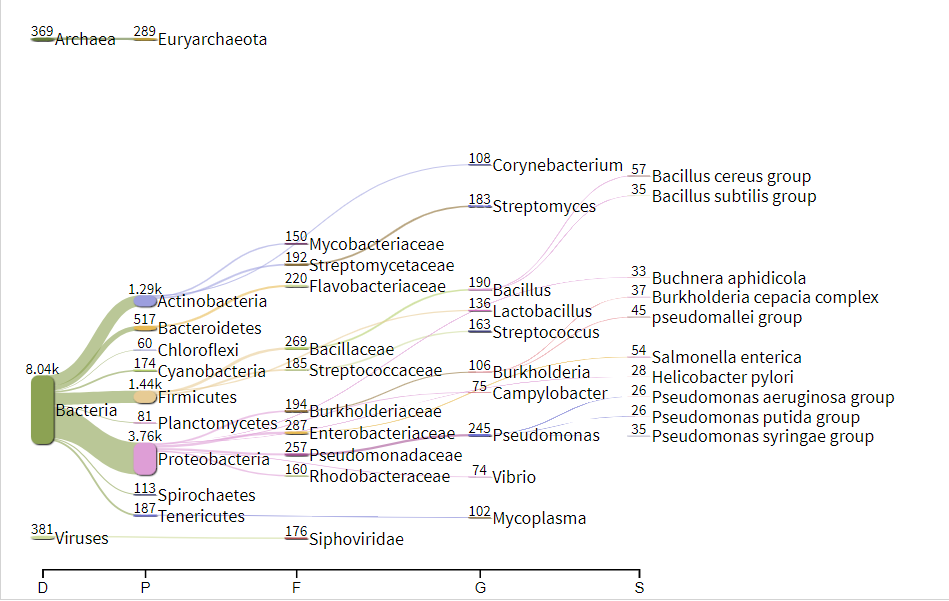 369 Archaea 289 Euryarchaeota
108 Corynebacterium
57 Bacillus cereus group
35 Bacillus subtilis group
183 Streptomyces
150 Mycobacteriaceae
192 Streptomycetaceae
220 Flavobacteriaceae
33 Buchnera aphidicola
1.29k Actinobacteria
190 Bacillus
37 Burkholderia cepacia complex
136 Lactobacillus
45 pseudomallei group
517 Bacteroidetes
163 Streptococcus
60 Chloroflexi
269 Bacillaceae
54 Salmonella enterica
174 Cyanobacteria
185 Streptococcaceae
106 Burkholderia
28 Helicobacter pylori
1.44k Firmicutes
75 Campylobacter
26 Pseudomonas aeruginosa group
8.04k Bacteria
194 Burkholderiaceae
26 Pseudomonas putida group
81 Planctomycetes
287 Enterobacteriaceae
245 Pseudomonas
35 Pseudomonas syringae group
3.76k Proteobacteria
257 Pseudomonadaceae
160 Rhodobacteraceae
74 Vibrio
113 Spirochaetes
187 Tenericutes
102 Mycoplasma
381 Viruses
176 Siphoviridae
D P F G S